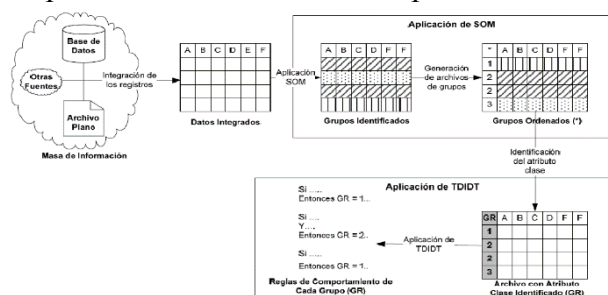 Aplicación de SOM
Base de
Datos
Otras
Fuentes
Archivo
Plano
Masa de Información
Integración de
los registros
A B C D E F
Datos Integrados
Aplicación
SOM
A B C D F F
Grupos Identificados
Generación
de archivos
de grupos
* A B C D F F
1
2
2
3
Grupos Ordenados (*)
Identificación
del atributo
clase
Aplicación de TDIDT
Si .....
Entonces GR = 1...
Si ....
Y....
Entonces GR = 2..
Si ....
Entonces GR = 1..
Reglas de Comportamiento de
Cada Grupo (GR)
Aplicación de
TDIDT
GR A B C D F F
1
2
2
3
Archivo con Atributo
Clase Identificado (GR)